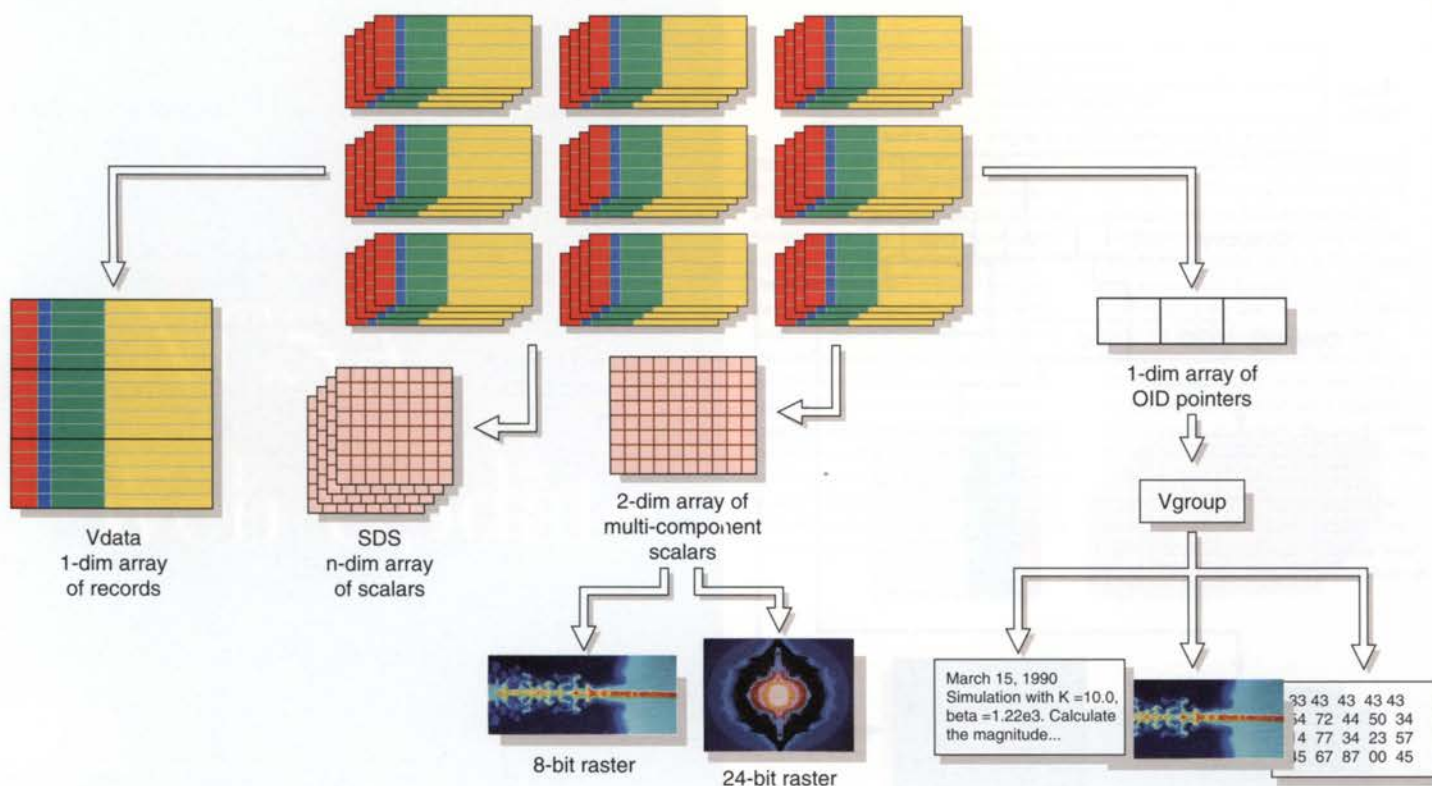 1-dim array of
OID pointers
Vgroup
Vdata
1-dim array
of records
SDS
n-dim array
of scalars
2-dim array of
multi-component
scalars
8-bit raster
24-bit raster
March 15, 1990
Simulation with K =10.0,
beta =1.22e3. Calculate
the magnitude...
43 43 43 43
72 44 50 34
77 34 23 57
67 87 00 45